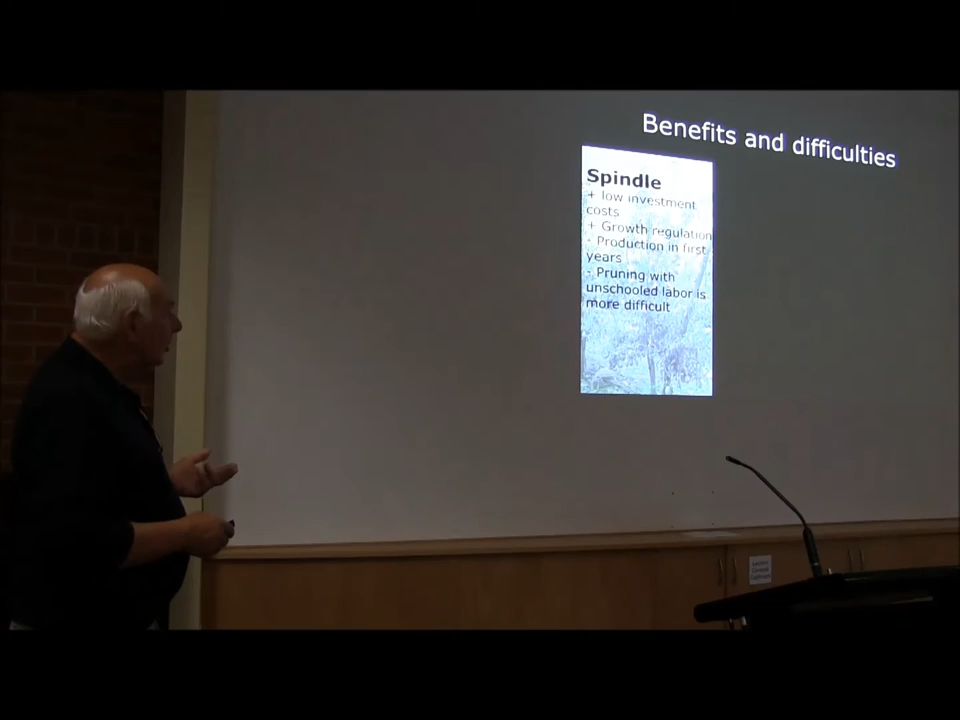 Benefits and difficulties
Spindle
+ low investment
costs
+ Growth regulation
- Production in first
years
- Pruning with
unschooled labor is
more difficult